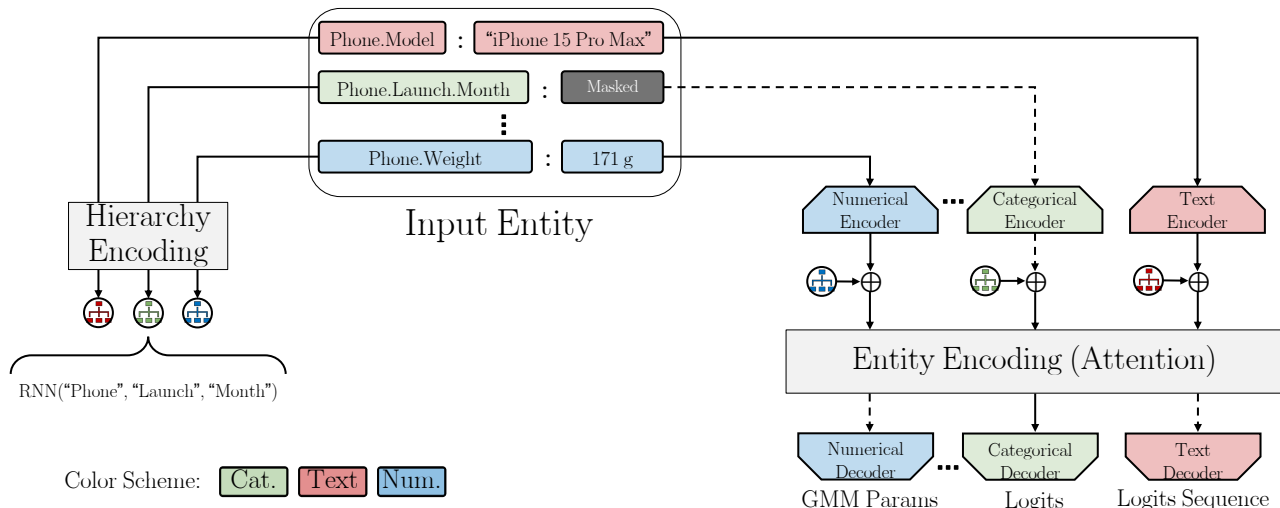 Phone.Model : “iPhone 15 Pro Max”
Phone.Launch.Month : Masked
Phone.Weight : 171 g
Input Entity
Hierarchy
Encoding
RNN(“Phone”, “Launch”, “Month”)
Numerical
Encoder
Categorical
Encoder
Text
Encoder
Entity Encoding (Attention)
Numerical
Decoder
Categorical
Decoder
Text
Decoder
GMM Params
Logits
Logits Sequence
Color Scheme: Cat. Text Num.